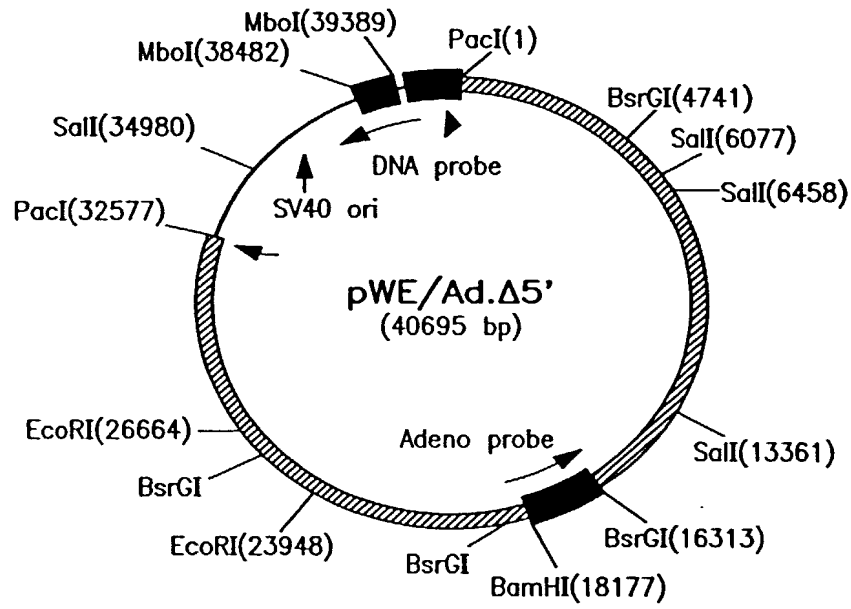 MboI(39389)
MboI(38482)
PacI(1)
BsrGI(4741)
SalI(34980)
SalI(6077)
DNA probe
SalI(6458)
PacI(32577)
SV40 ori
pWE/Ad.Δ5'
(40695 bp)
EcoRI(26664)
Adeno probe
SalI(13361)
BsrGI
EcoRI(23948)
BsrGI
BsrGI(16313)
BamHI(18177)